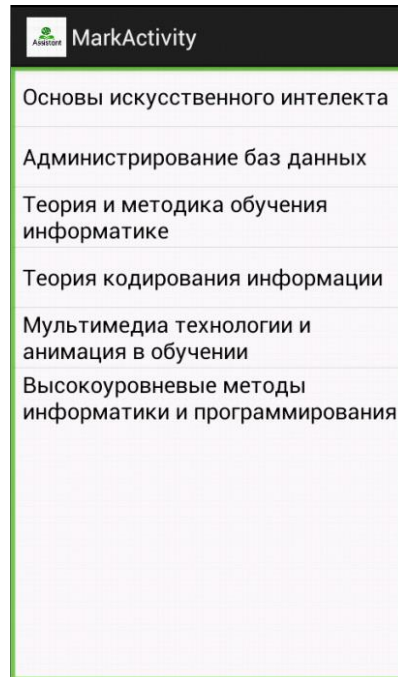 Assistant MarkActivity
Основы искусственного интелекта
Администрирование баз данных
Теория и методика обучения
информатике
Теория кодирования информации
Мультимедиа технологии и
анимация в обучении
Высокоуровневые методы
информатики и программирования